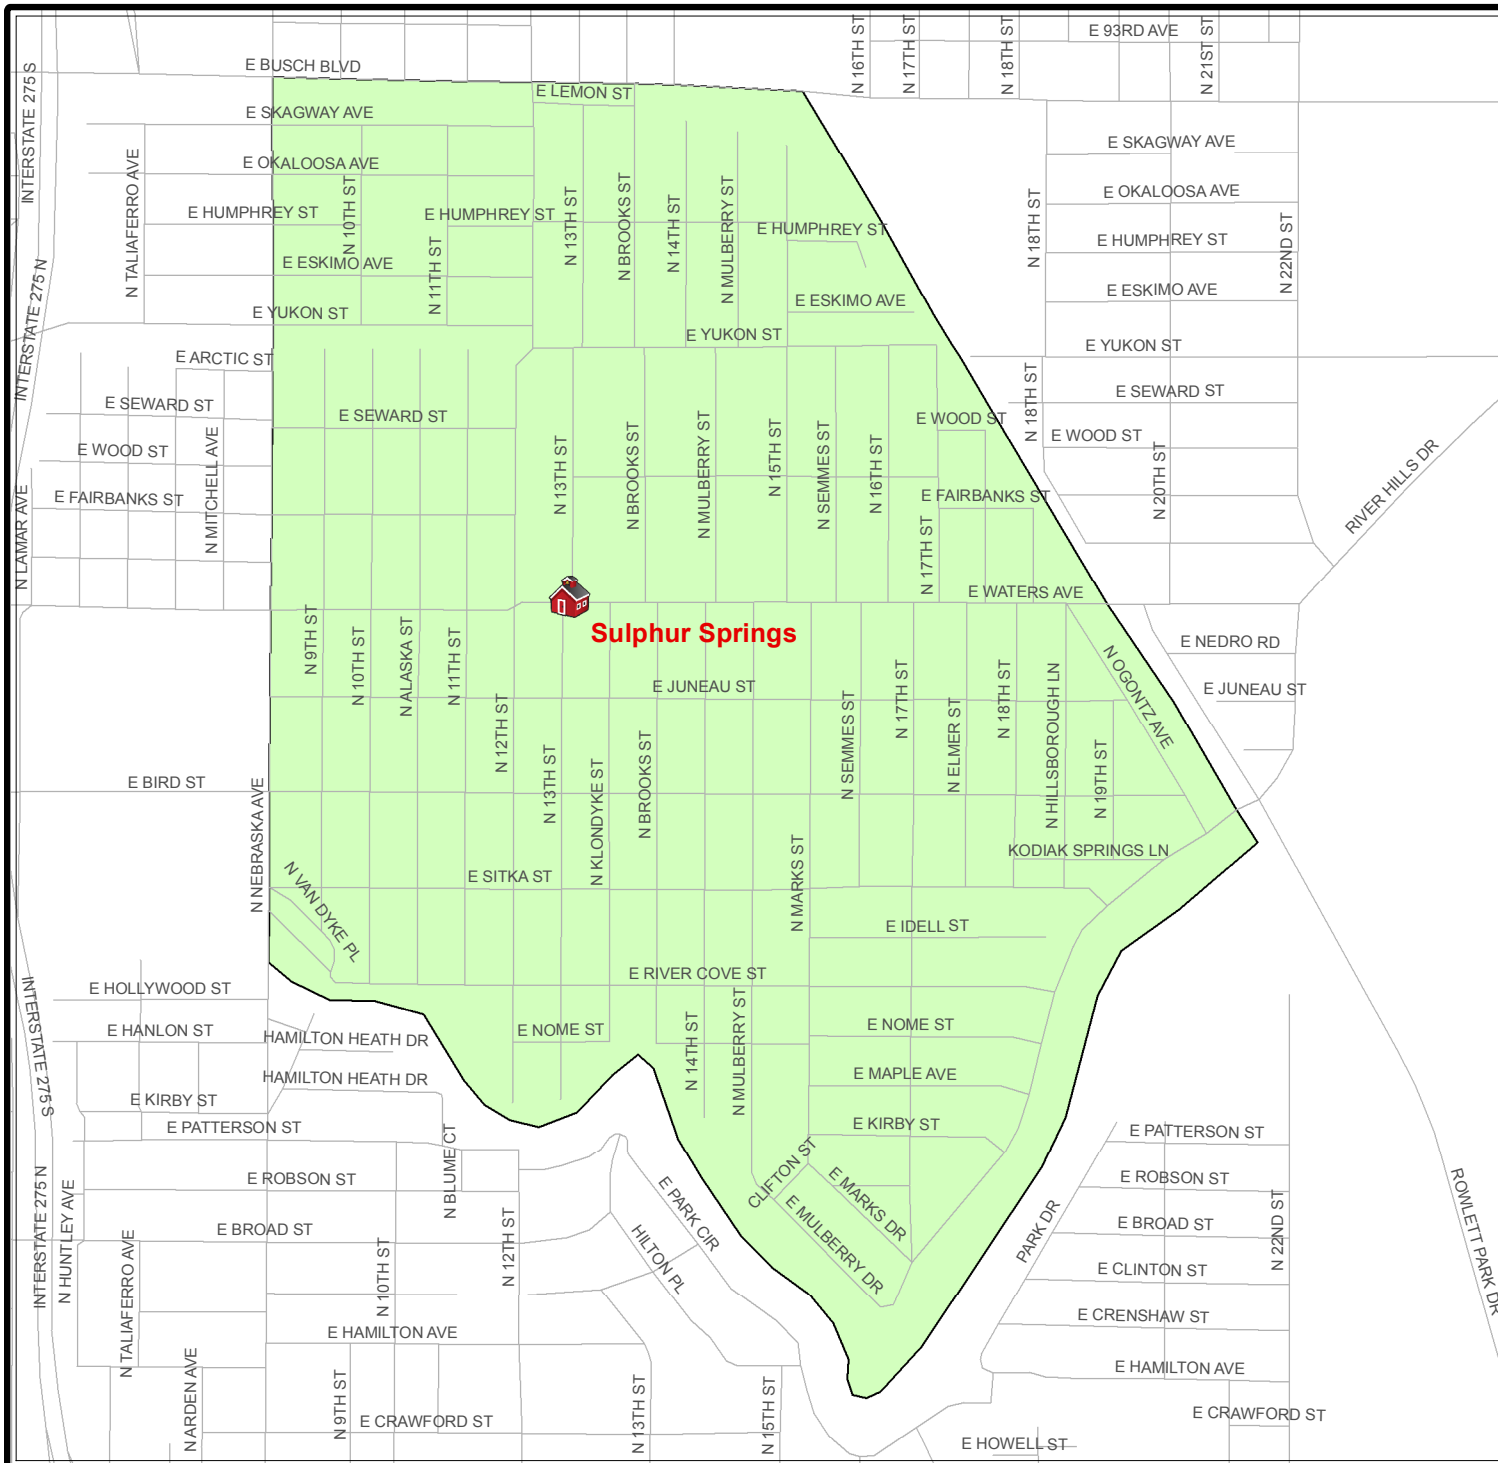 E 93RD AVE
N 16TH ST
N 17TH ST
N 18TH ST
N 21ST ST
E BUSCH BLVD
INTERSTATE 275 S
E LEMON ST
E SKAGWAY AVE
E SKAGWAY AVE
E OKALOOSA AVE
E OKALOOSA AVE
N TALIAFERRO AVE
N 10TH ST
E HUMPHREY ST
E HUMPHREY ST
N 13TH ST
N BROOKS ST
N 14TH ST
N MULBERRY ST
E HUMPHREY ST
N 18TH ST
E HUMPHREY ST
N 22ND ST
E ESKIMO AVE
N 11TH ST
E ESKIMO AVE
E ESKIMO AVE
INTERSTATE 275 N
E YUKON ST
E YUKON ST
E YUKON ST
E ARCTIC ST
E SEWARD ST
E SEWARD ST
E SEWARD ST
N 18TH ST
E WOOD ST
E WOOD ST
E WOOD ST
N MITCHELL AVE
N 13TH ST
N BROOKS ST
N MULBERRY ST
N 15TH ST
N SEMMES ST
N 16TH ST
N 20TH ST
RIVER HILLS DR
E FAIRBANKS ST
E FAIRBANKS ST
N LAMAR AVE
N 17TH ST
E WATERS AVE
Sulphur Springs
N 9TH ST
N 10TH ST
N ALASKA ST
N 11TH ST
E NEDRO RD
E JUNEAU ST
E JUNEAU ST
N 12TH ST
N 13TH ST
N KLONDYKE ST
N BROOKS ST
N SEMMES ST
N 17TH ST
N ELMER ST
N 18TH ST
N HILLSBOROUGH LN
N 19TH ST
N OGONTZ AVE
E BIRD ST
N NEBRASKA AVE
KODIAK SPRINGS LN
N VAN DYKE PL
E SITKA ST
N MARKS ST
E IDELL ST
E RIVER COVE ST
E HOLLYWOOD ST
INTERSTATE 275 S
E HANLON ST
HAMILTON HEATH DR
E NOME ST
N 14TH ST
N MULBERRY ST
E NOME ST
HAMILTON HEATH DR
E MAPLE AVE
E KIRBY ST
E KIRBY ST
E PATTERSON ST
E PATTERSON ST
N BLUME CT
CLIFTON ST
E ROBSON ST
E ROBSON ST
INTERSTATE 275 N
N HUNTLEY AVE
E PARK CIR
E MARKS DR
E MULBERRY DR
PARK DR
N 22ND ST
ROWLETT PARK DR
E BROAD ST
E BROAD ST
N TALIAFERRO AVE
N 10TH ST
N 12TH ST
HILTON PL
E CLINTON ST
E CRENSHAW ST
E HAMILTON AVE
E HAMILTON AVE
N ARDEN AVE
N 9TH ST
E CRAWFORD ST
N 13TH ST
N 15TH ST
E CRAWFORD ST
E HOWELL ST